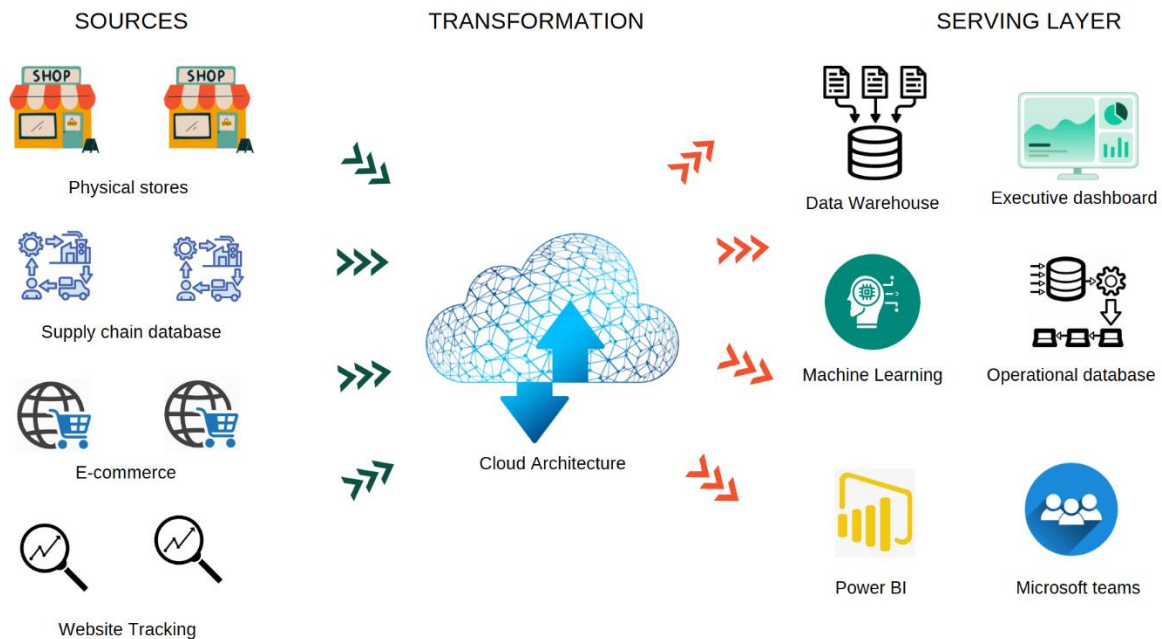 SOURCES
TRANSFORMATION
SERVING LAYER
SHOP
SHOP
Physical stores
Data Warehouse
Executive dashboard
Supply chain database
Machine Learning
Operational database
E-commerce
Cloud Architecture
Power BI
Microsoft teams
Website Tracking